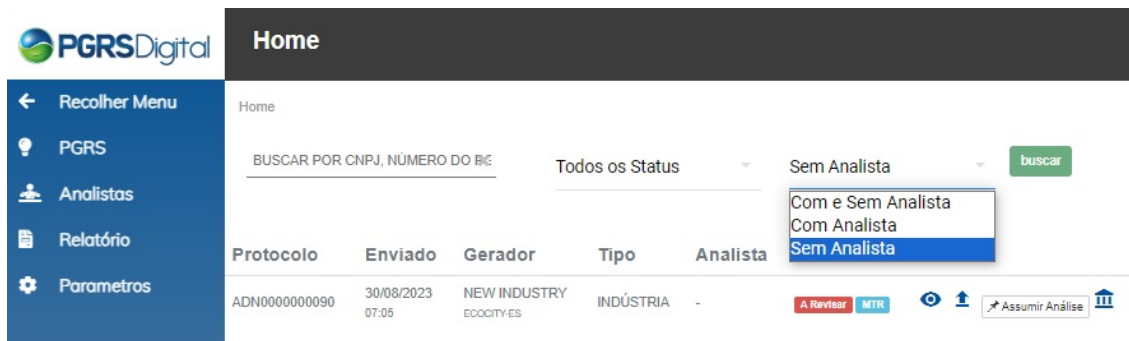 PGRSDigital
Home
Recolher Menu
PGRS
Analistas
Relatório
Parametros
Home
BUSCAR POR CNPJ, NÚMERO DO
Todos os Status
Sem Analista
buscar
Com e Sem Analista
Com Analista
Sem Analista
Protocolo Enviado Gerador Tipo Analista
ADN0000000090 30/08/2023 07:05 NEW INDUSTRY ECOCITY-ES INDÚSTRIA - A Revisar MTR Assumir Análise